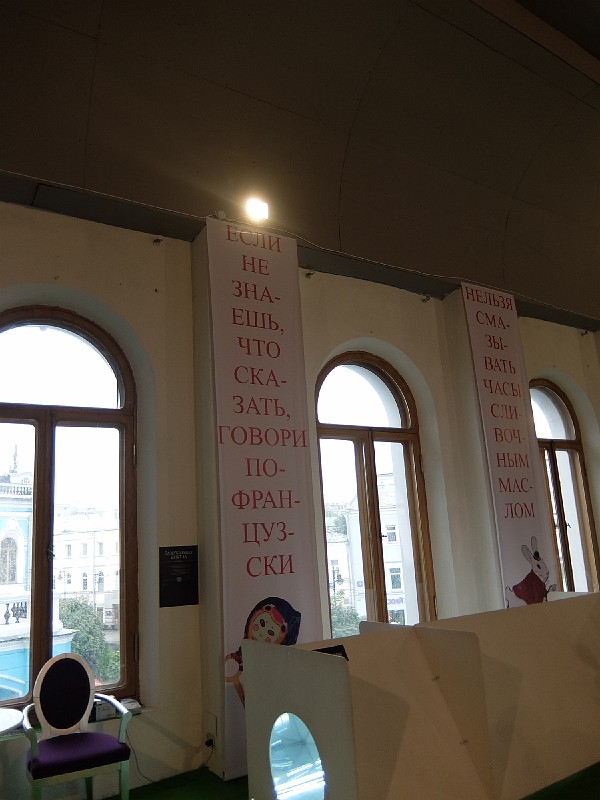 ЕСЛИ
НЕ
ЗНА-
ЕШЬ,
ЧТО
СКА-
ЗАТЬ,
ГОВОРИ
ПО-
ФРАН-
ЦУЗ-
СКИ
НЕЛЬЗЯ
СМА-
ЗЫ-
ВАТЬ
ЧАСЫ
СЛИ-
ВОЧ-
НЫМ
МАС-
ЛОМ